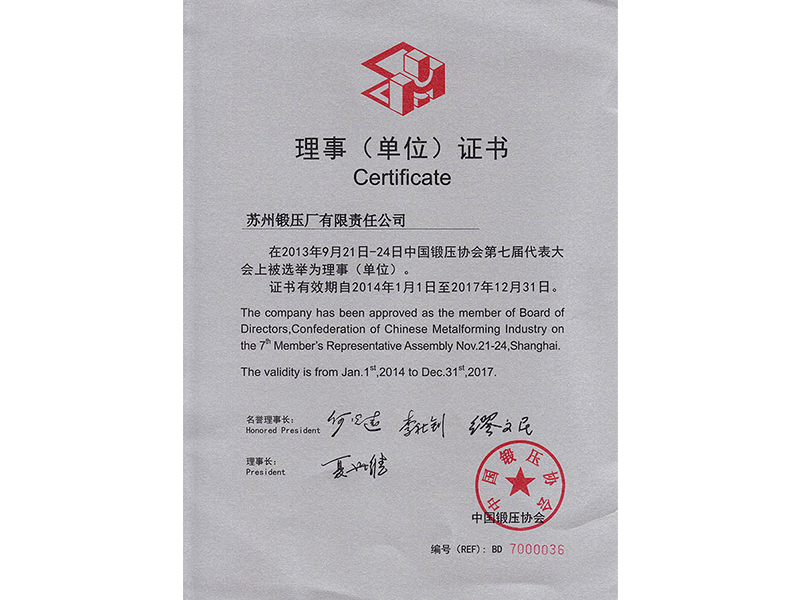 理事（单位）证书
Certificate
苏州锻压厂有限责任公司
在2013年9月21日-24日中国锻压协会第七届代表大
会上被选举为理事（单位）。
证书有效期自2014年1月1日至2017年12月31日。
The company has been approved as the member of Board of
Directors,Confederation of Chinese Metalforming Industry on
the 7th Member's Representative Assembly Nov.21-24,Shanghai.
The validity is from Jan.1st,2014 to Dec.31st,2017.
名誉理事长：
Honored President
理事长：
President
中国锻压协会
中国锻压协会
编号（REF）：BD 7000036